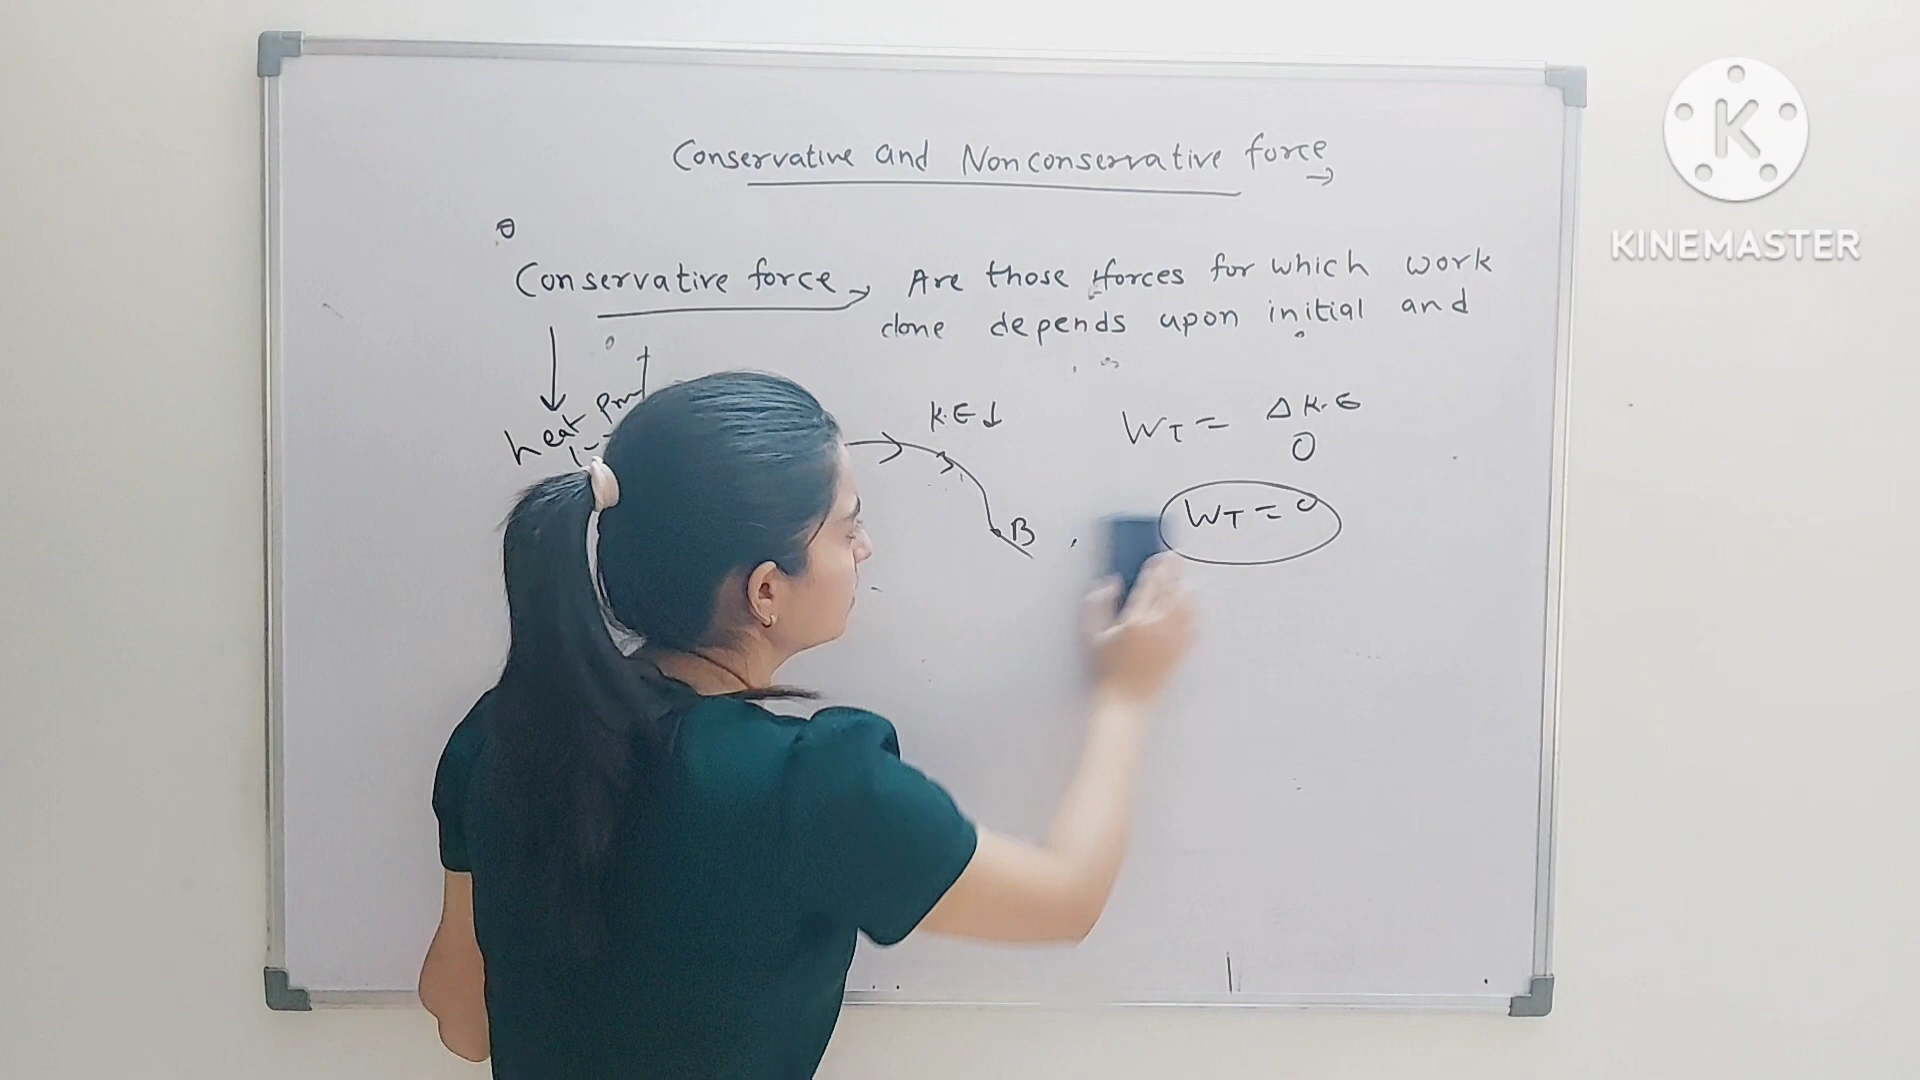 Conservative and Nonconservative force
Conservative force → Are those forces for which work
done depends upon initial and
heat
K.E ↓
B
W_T = Δ K.E
0
W_T = 0
K
KINEMASTER